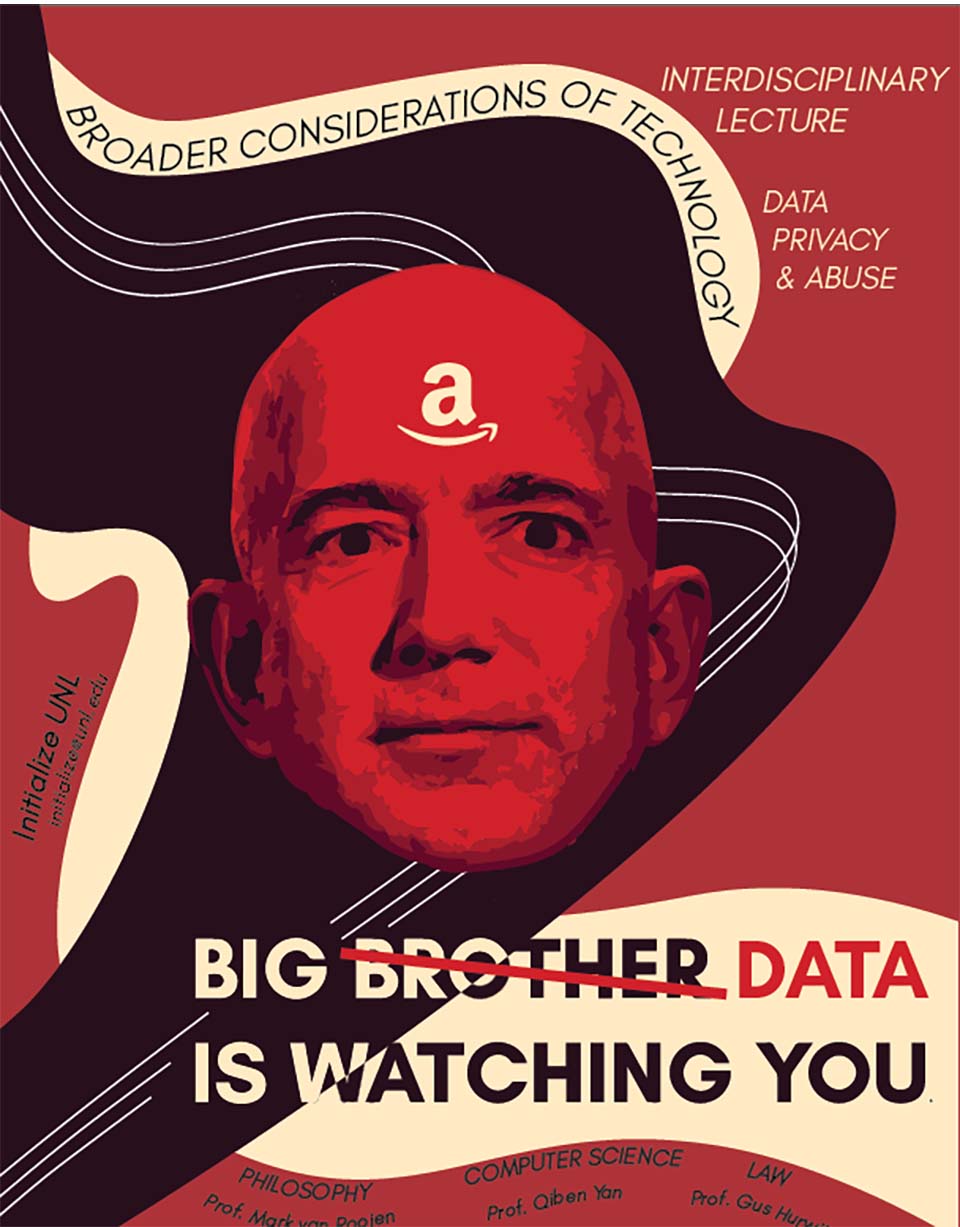 BROADER CONSIDERATIONS OF TECHNOLOGY
INTERDISCIPLINARY
LECTURE
DATA
PRIVACY
& ABUSE
a
Initialize UNL
initialize@unl.edu
BIG BROTHER DATA
IS WATCHING YOU.
PHILOSOPHY
Prof. Mark van Roojen
COMPUTER SCIENCE
Prof. Qiben Yan
LAW
Prof. Gus